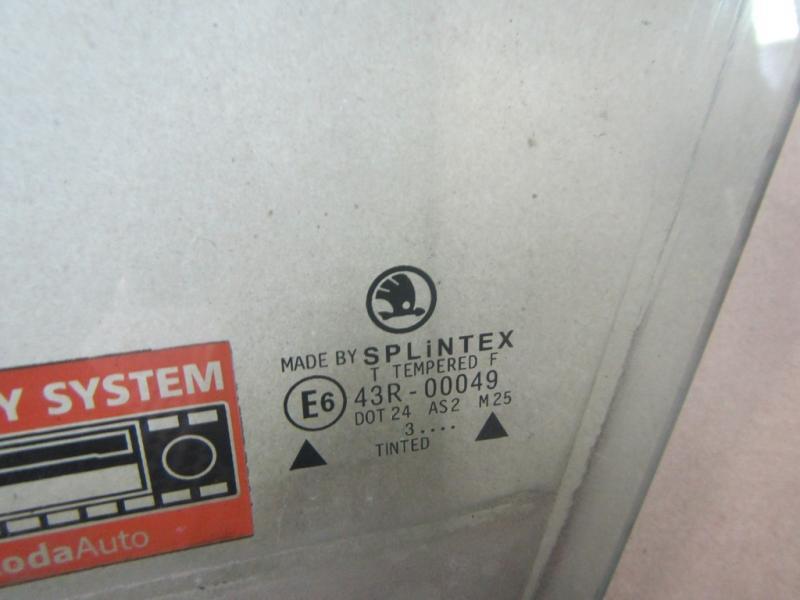 MADE BY SPLiNTEX
T TEMPERED F
E6 43R-00049
DOT 24 AS2 M25
3....
TINTED
Y SYSTEM
odaAuto